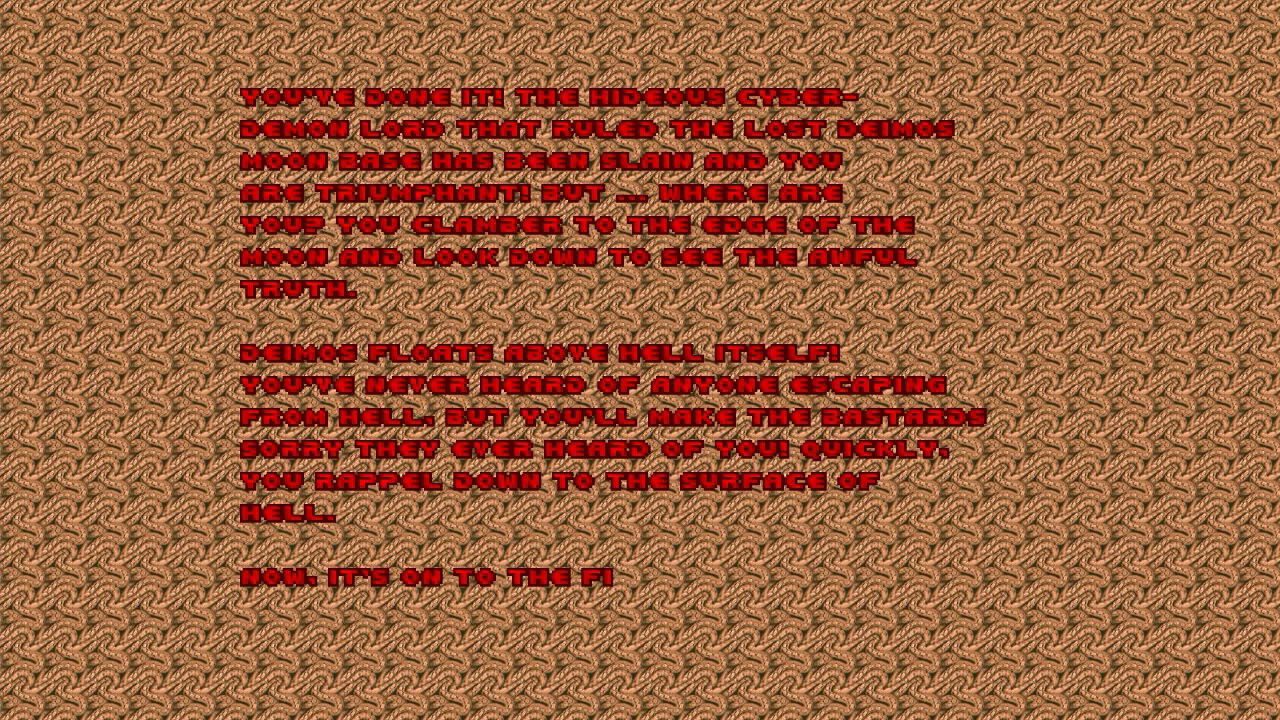 YOU'VE DONE IT! THE HIDEOUS CYBER-
DEMON LORD THAT RULED THE LOST DEIMOS
MOON BASE HAS BEEN SLAIN AND YOU
ARE TRIUMPHANT! BUT ... WHERE ARE
YOU? YOU CLAMBER TO THE EDGE OF THE
MOON AND LOOK DOWN TO SEE THE AWFUL
TRUTH.

DEIMOS FLOATS ABOVE HELL ITSELF!
YOU'VE NEVER HEARD OF ANYONE ESCAPING
FROM HELL, BUT YOU'LL MAKE THE BASTARDS
SORRY THEY EVER HEARD OF YOU! QUICKLY,
YOU RAPPEL DOWN TO THE SURFACE OF
HELL.

NOW, IT'S ON TO THE FI